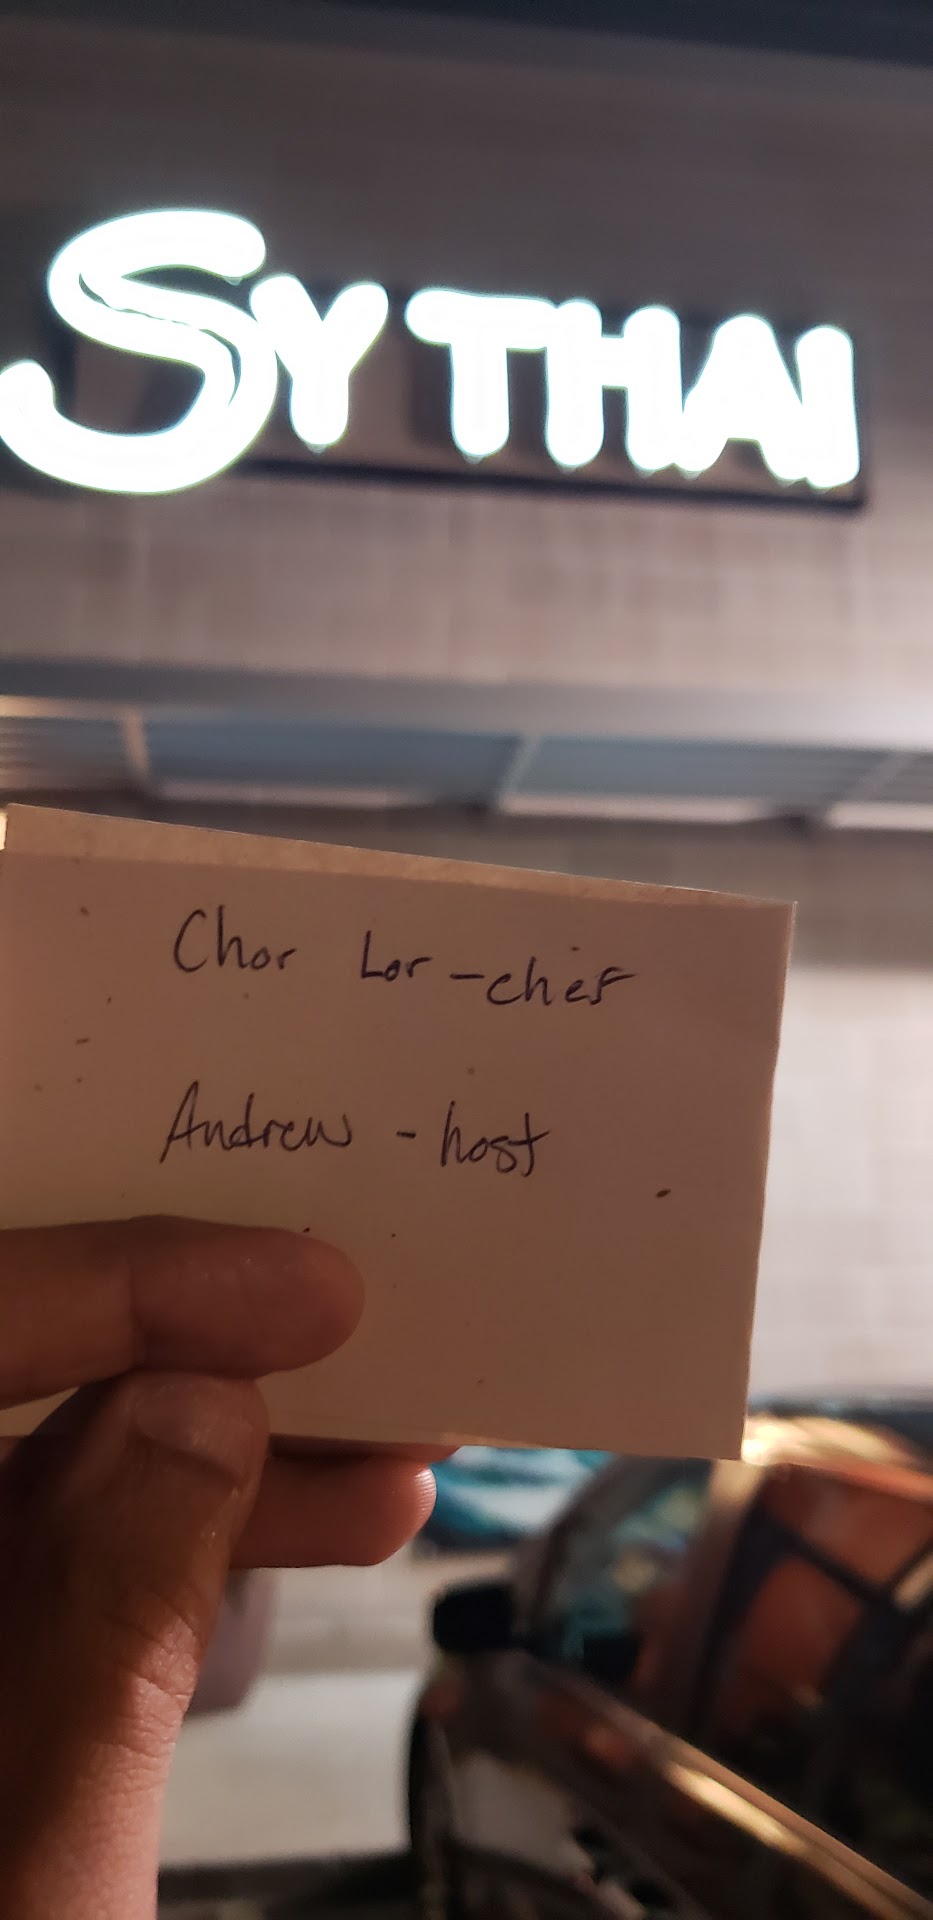 SY THAI
Chor Lor - chef
Andrew - host